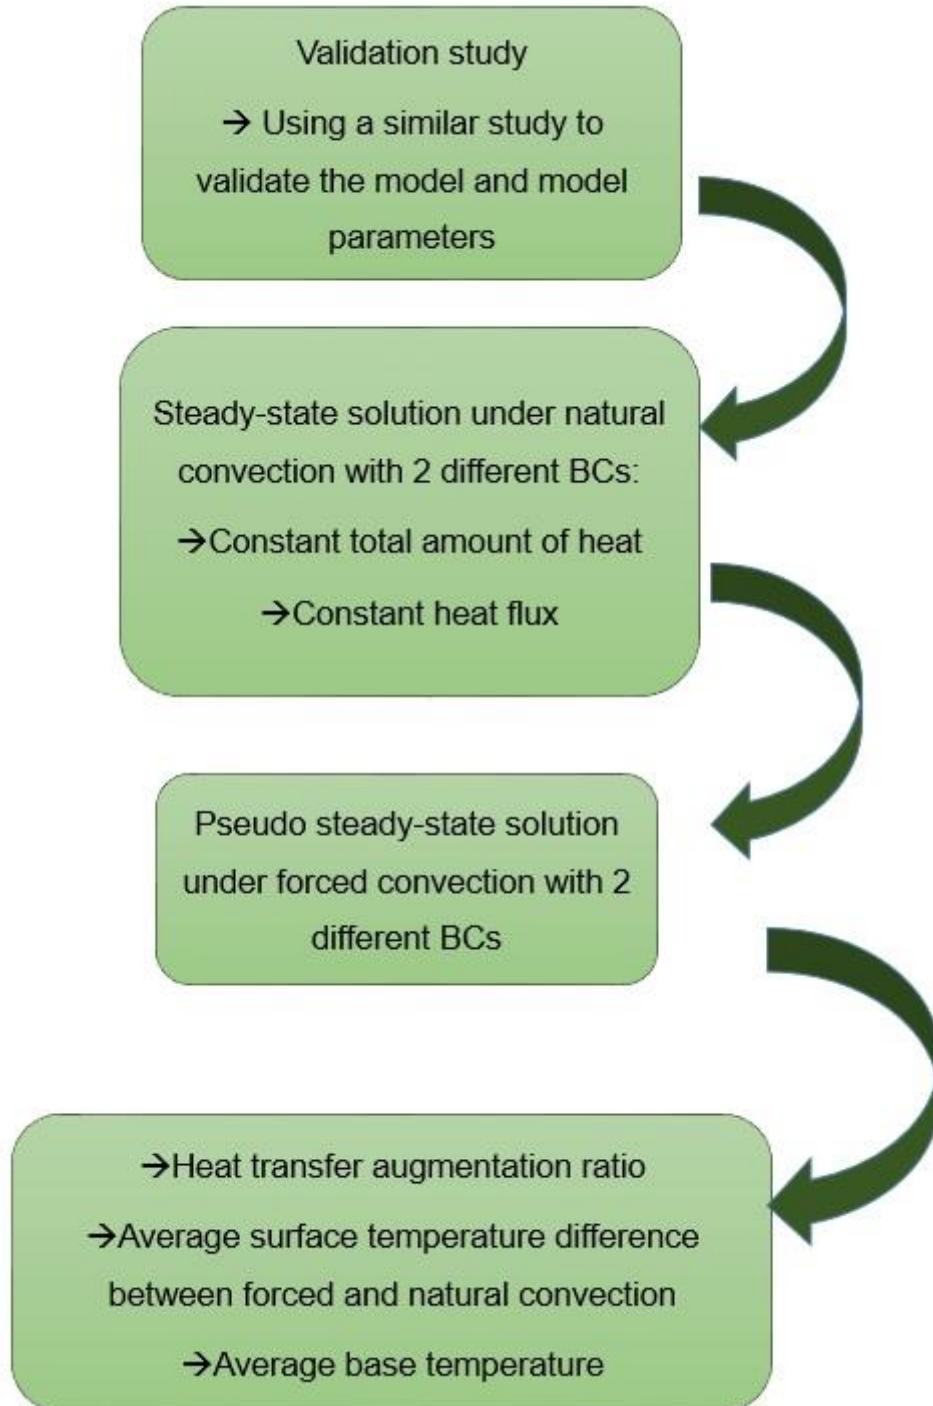 Validation study
→ Using a similar study to
validate the model and model
parameters
Steady-state solution under natural
convection with 2 different BCs:
→Constant total amount of heat
→Constant heat flux
Pseudo steady-state solution
under forced convection with 2
different BCs
→Heat transfer augmentation ratio
→Average surface temperature difference
between forced and natural convection
→Average base temperature